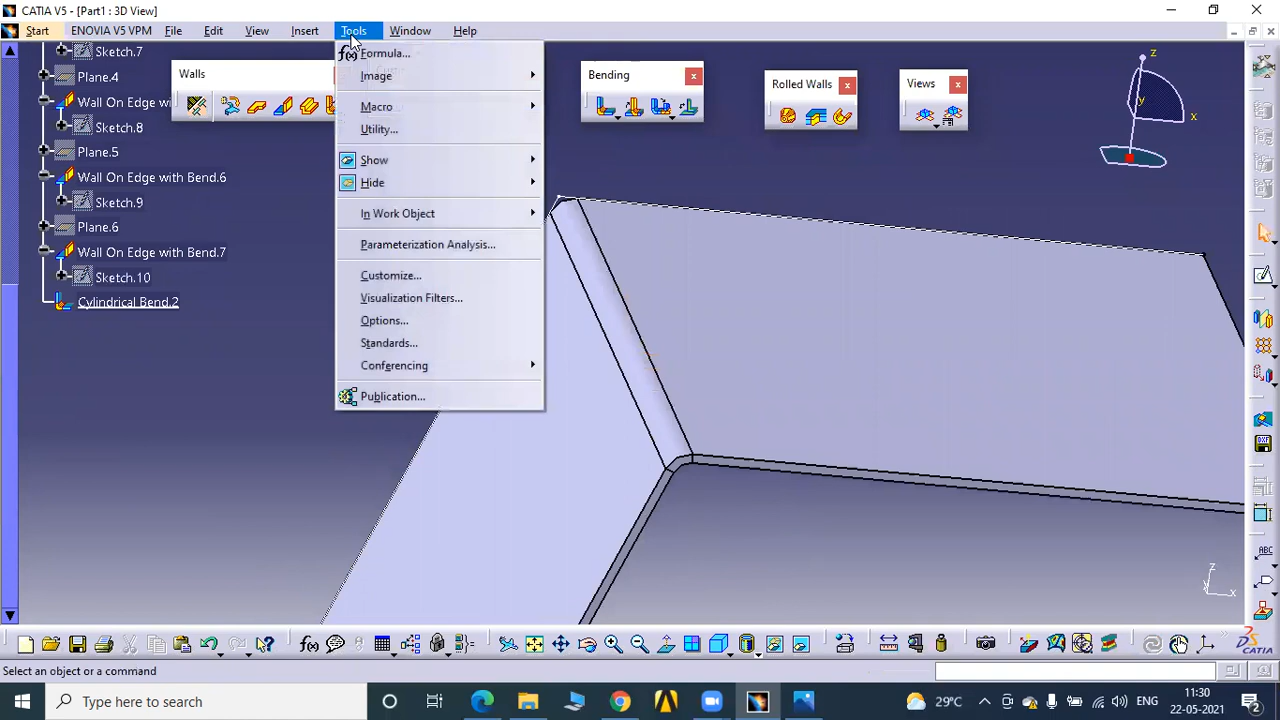 CATIA V5 - [Part1 : 3D View]
Start ENOVIA V5 VPM File Edit View Insert Tools Window Help
Sketch.7
Plane.4
Wall On Edge wi
Sketch.8
Plane.5
Wall On Edge with Bend.6
Sketch.9
Plane.6
Wall On Edge with Bend.7
Sketch.10
Cylindrical Bend.2
Walls
f(x) Formula...
Image
Macro
Utility...
Show
Hide
In Work Object
Parameterization Analysis...
Customize...
Visualization Filters...
Options...
Standards...
Conferencing
Publication...
Bending
Rolled Walls
Views
z
y
x
DXF
ABC
z
y x
f(x)
CATIA
Select an object or a command
Type here to search
29°C
ENG
11:30
22-05-2021
2